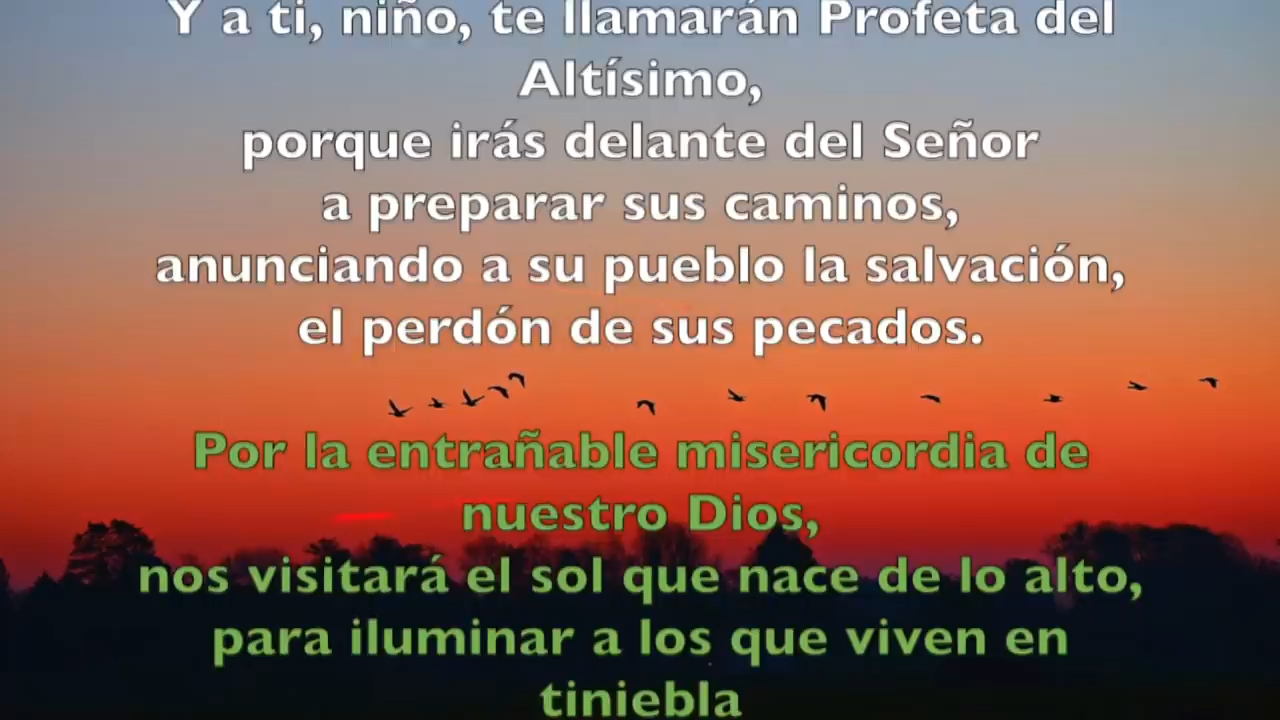 Y a ti, niño, te llamarán Profeta del
Altísimo,
porque irás delante del Señor
a preparar sus caminos,
anunciando a su pueblo la salvación,
el perdón de sus pecados.
Por la entrañable misericordia de
nuestro Dios,
nos visitará el sol que nace de lo alto,
para iluminar a los que viven en
tiniebla